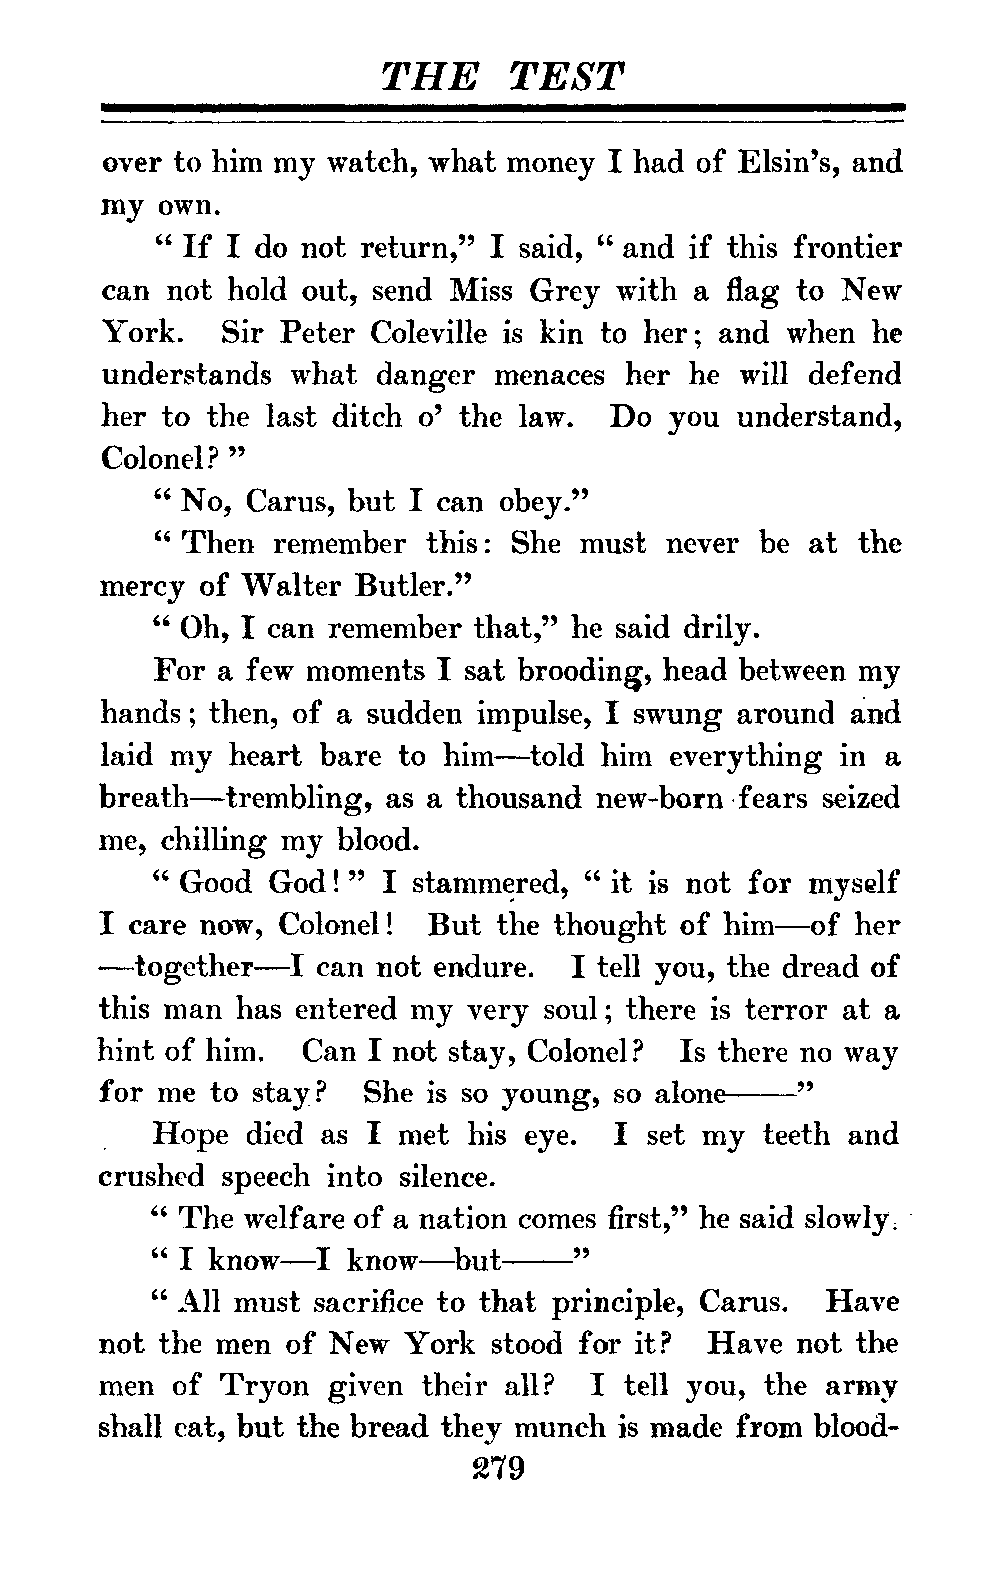 THE TEST
over to him my watch, what money I had of Elsin's, and
my own.
" If I do not return," I said, " and if this frontier
can not hold out, send Miss Grey with a flag to New
York. Sir Peter Coleville is kin to her; and when he
understands what danger menaces her he will defend
her to the last ditch o' the law. Do you understand,
Colonel? "
" No, Carus, but I can obey."
" Then remember this: She must never be at the
mercy of Walter Butler."
" Oh, I can remember that," he said drily.
For a few moments I sat brooding, head between my
hands; then, of a sudden impulse, I swung around and
laid my heart bare to him—told him everything in a
breath—trembling, as a thousand new-born fears seized
me, chilling my blood.
" Good God! " I stammered, " it is not for myself
I care now, Colonel! But the thought of him—of her
—together—I can not endure. I tell you, the dread of
this man has entered my very soul; there is terror at a
hint of him. Can I not stay, Colonel? Is there no way
for me to stay? She is so young, so alone——"
Hope died as I met his eye. I set my teeth and
crushed speech into silence.
" The welfare of a nation comes first," he said slowly.
" I know—I know—but——"
" All must sacrifice to that principle, Carus. Have
not the men of New York stood for it? Have not the
men of Tryon given their all? I tell you, the army
shall eat, but the bread they munch is made from blood-
279